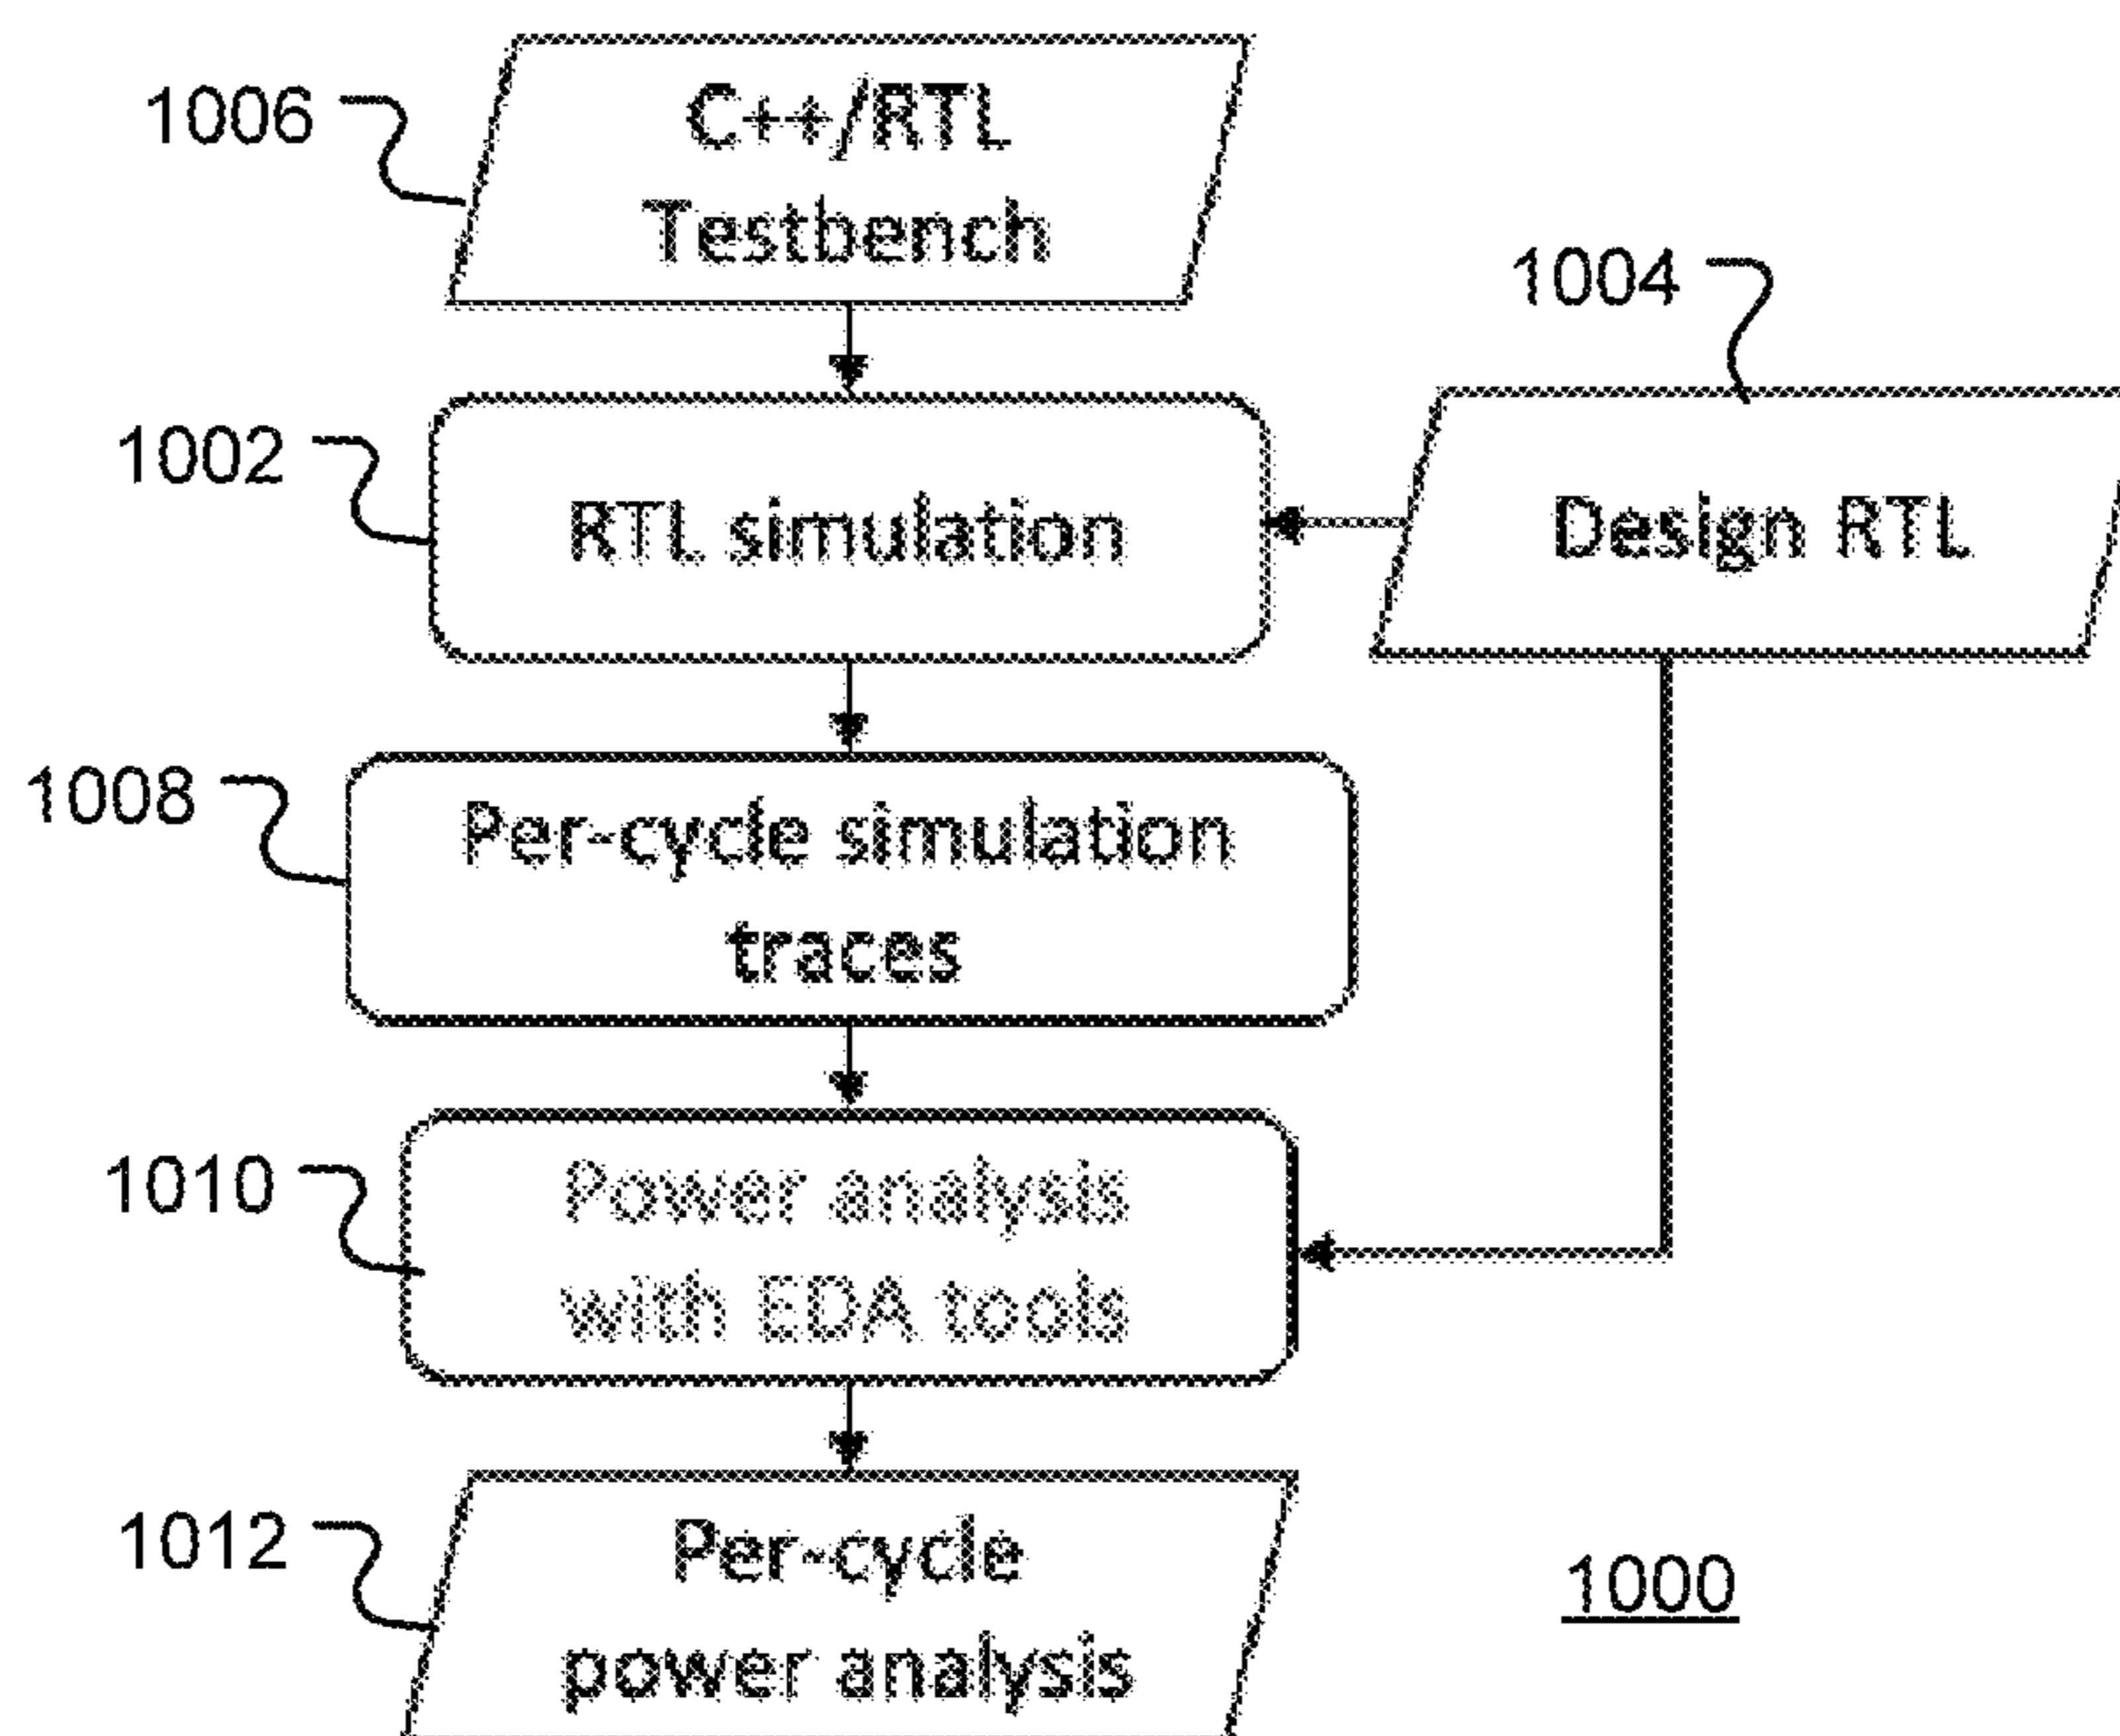 1006
C++/RTL
Testbench
1004
1002
RTL simulation
Design RTL
1008
Per-cycle simulation
traces
1010
Power analysis
with EDA tools
1012
Per-cycle
power analysis
1000